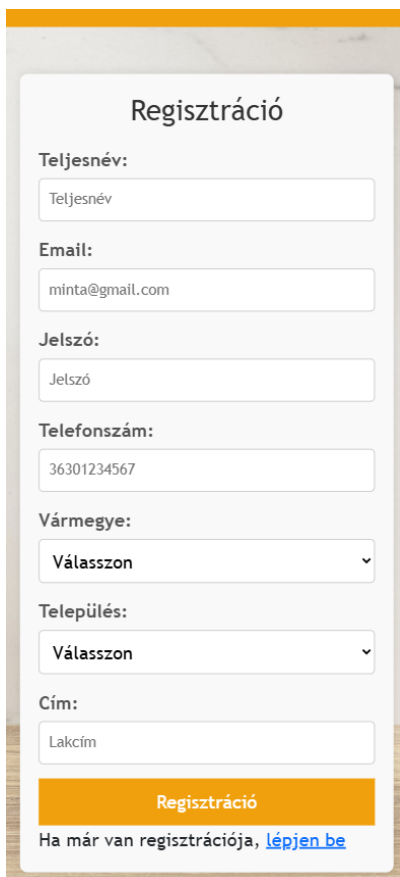 Regisztráció
Teljesnév:
Teljesnév
Email:
minta@gmail.com
Jelszó:
Jelszó
Telefonszám:
36301234567
Vármegye:
Válasszon
Település:
Válasszon
Cím:
Lakcím
Regisztráció
Ha már van regisztrációja, lépjen be